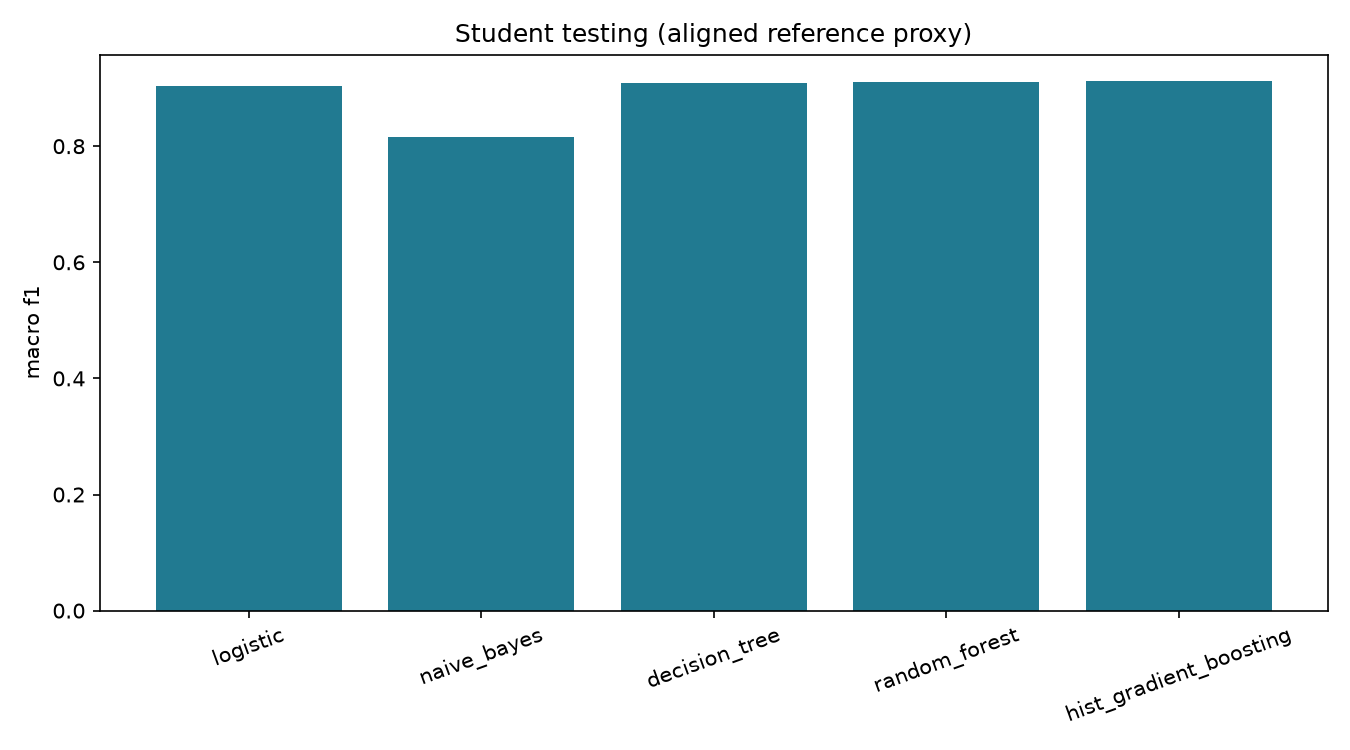 Student testing (aligned reference proxy)
macro f1
0.8
0.6
0.4
0.2
0.0
logistic
naive_bayes
decision_tree
random_forest
hist_gradient_boosting